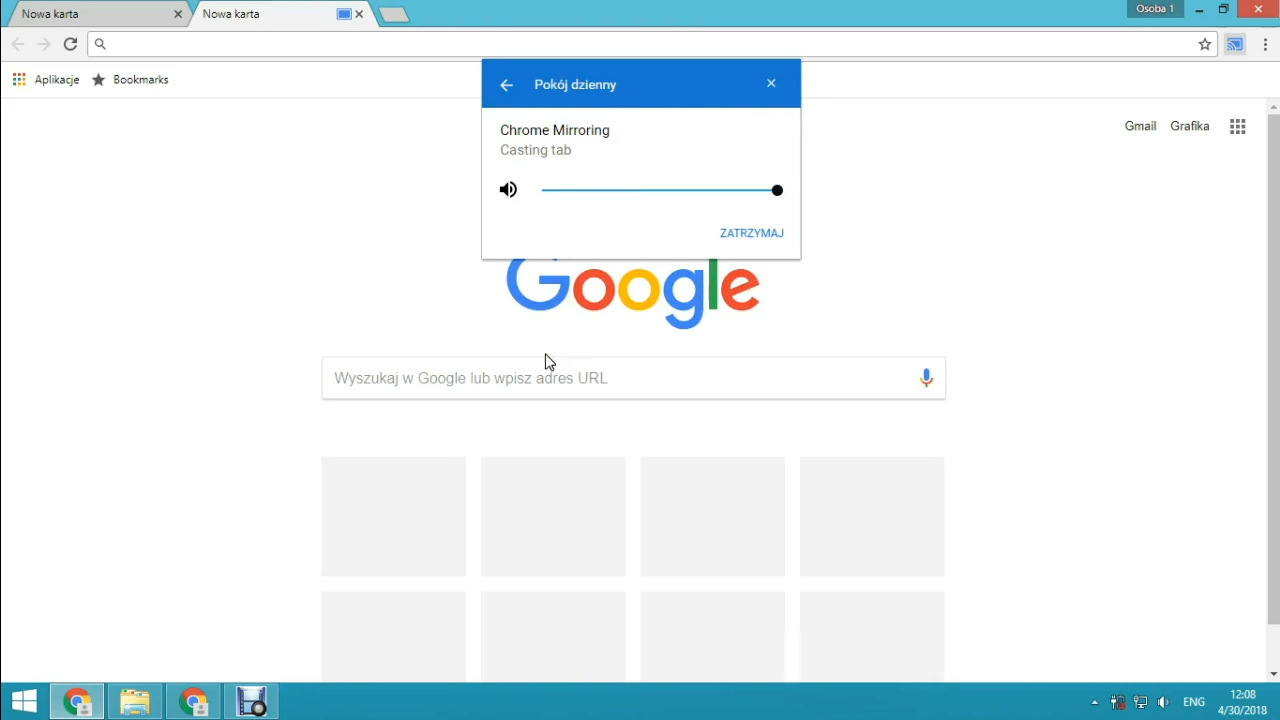 Nowa karta
Nowa karta
Osoba 1
Aplikacje
Bookmarks
Pokój dzienny
Gmail
Grafika
Chrome Mirroring
Casting tab
ZATRZYMAJ
Google
Wyszukaj w Google lub wpisz adres URL
ENG
12:08
4/30/2018